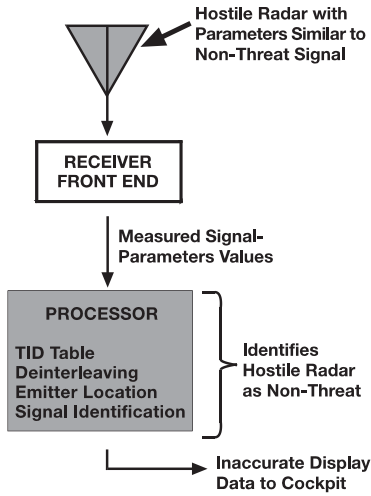 Hostile Radar with
Parameters Similar to
Non-Threat Signal
RECEIVER
FRONT END
Measured Signal-
Parameters Values
PROCESSOR
TID Table
Deinterleaving
Emitter Location
Signal Identification
Identifies
Hostile Radar
as Non-Threat
Inaccurate Display
Data to Cockpit